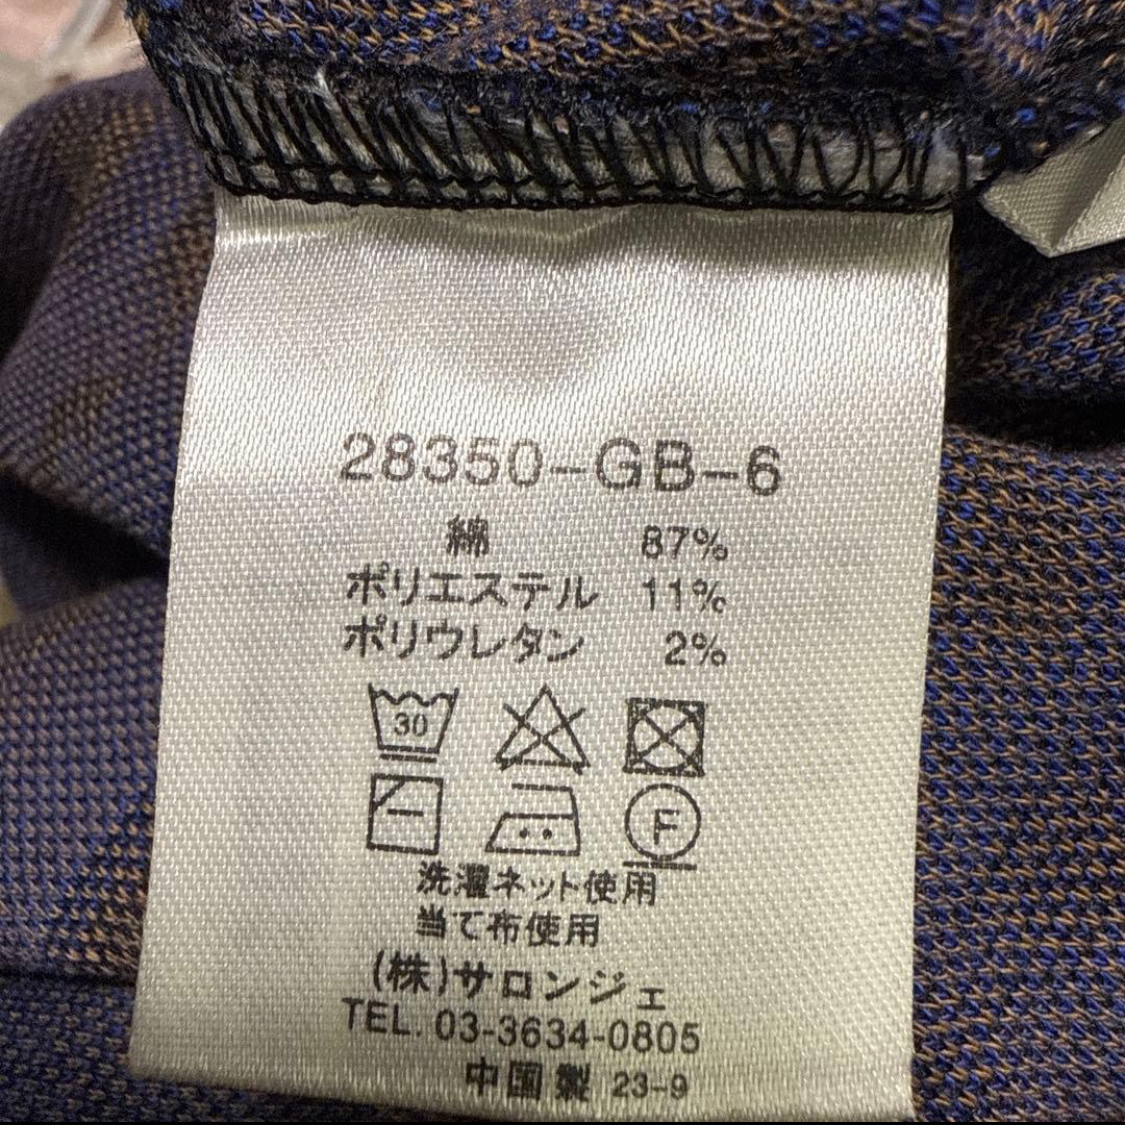 28350-GB-6
綿 87%
ポリエステル 11%
ポリウレタン 2%
30
F
洗濯ネット使用
当て布使用
(株)サロンジェ
TEL. 03-3634-0805
中国製 23-9